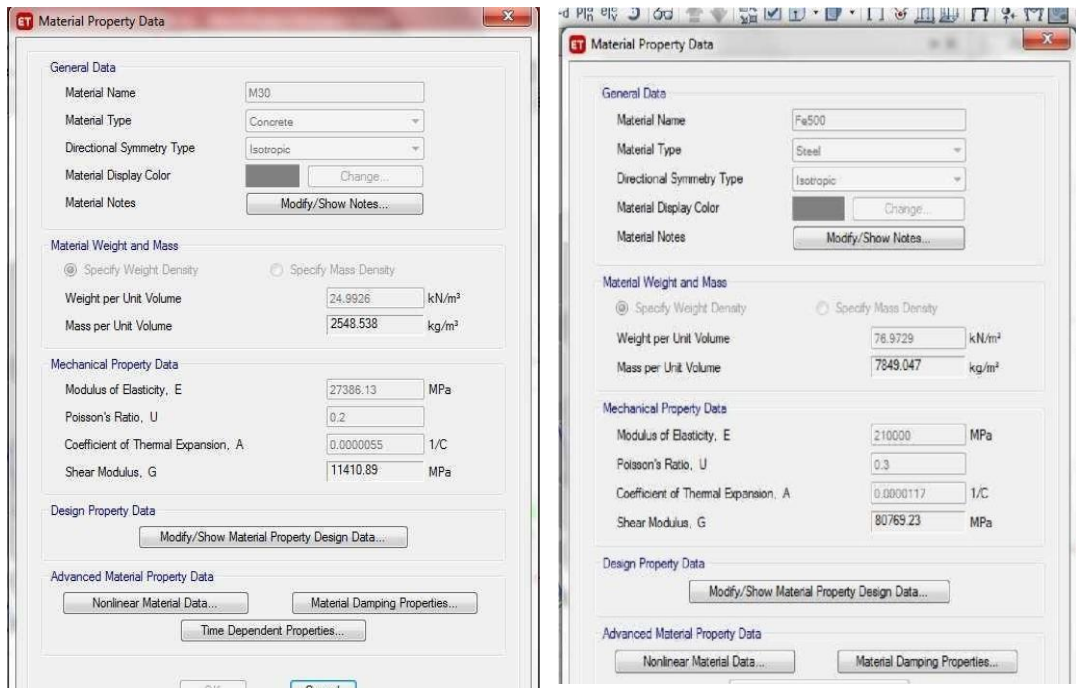 ET Material Property Data
General Data
Material Name M30
Material Type Concrete
Directional Symmetry Type Isotropic
Material Display Color Change...
Material Notes Modify/Show Notes...
Material Weight and Mass
Specify Weight Density Specify Mass Density
Weight per Unit Volume 24.9926 kN/m³
Mass per Unit Volume 2548.538 kg/m³
Mechanical Property Data
Modulus of Elasticity, E 27386.13 MPa
Poisson's Ratio, U 0.2
Coefficient of Thermal Expansion, A 0.0000055 1/C
Shear Modulus, G 11410.89 MPa
Design Property Data
Modify/Show Material Property Design Data...
Advanced Material Property Data
Nonlinear Material Data... Material Damping Properties...
Time Dependent Properties...
ET Material Property Data
General Data
Material Name Fe500
Material Type Steel
Directional Symmetry Type Isotropic
Material Display Color Change...
Material Notes Modify/Show Notes...
Material Weight and Mass
Specify Weight Density Specify Mass Density
Weight per Unit Volume 76.9729 kN/m³
Mass per Unit Volume 7849.047 kg/m³
Mechanical Property Data
Modulus of Elasticity, E 210000 MPa
Poisson's Ratio, U 0.3
Coefficient of Thermal Expansion, A 0.0000117 1/C
Shear Modulus, G 80769.23 MPa
Design Property Data
Modify/Show Material Property Design Data...
Advanced Material Property Data
Nonlinear Material Data... Material Damping Properties...